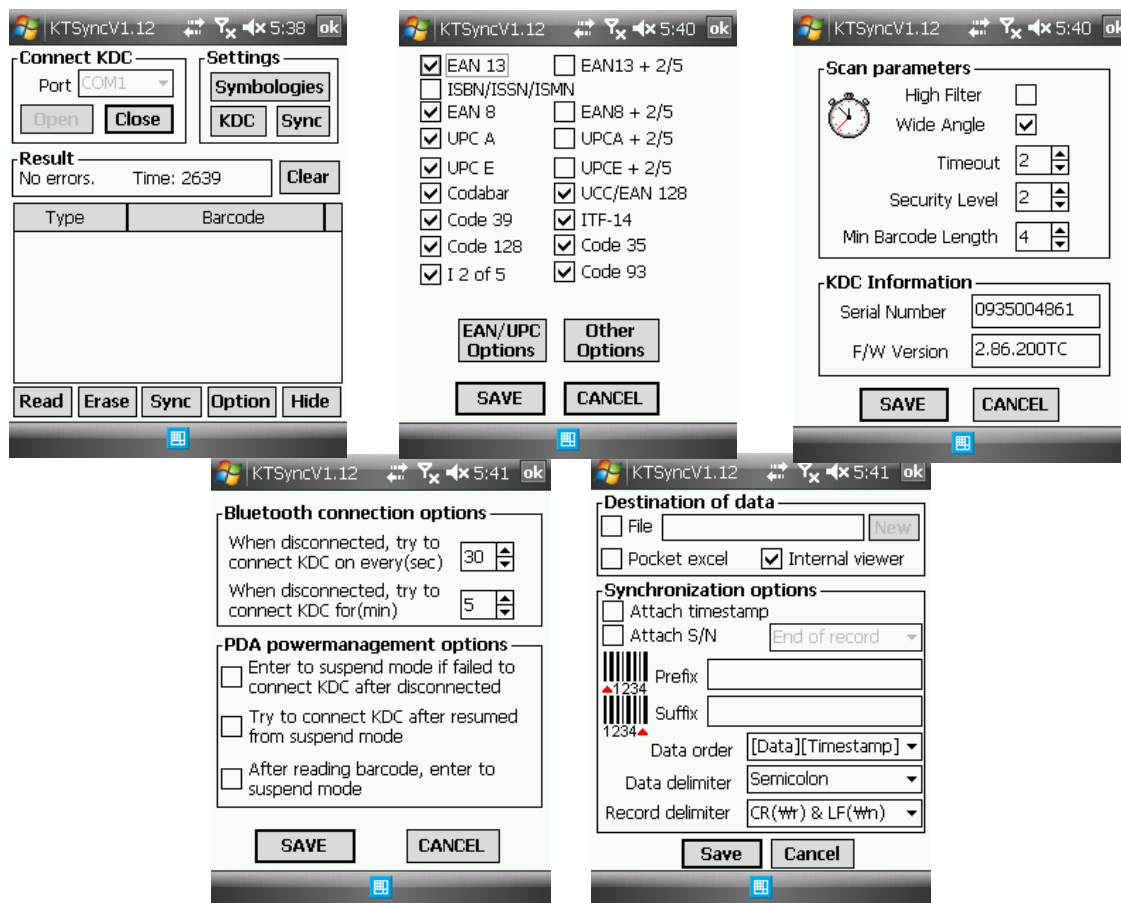 KTSyncV1.12 5:38 ok
Connect KDC
Port COM1
Open Close
Settings
Symbologies
KDC Sync
Result
No errors. Time: 2639 Clear
Type Barcode
Read Erase Sync Option Hide
KTSyncV1.12 5:40 ok
EAN 13 EAN13 + 2/5
ISBN/ISSN/ISMN
EAN 8 EAN8 + 2/5
UPC A UPCA + 2/5
UPC E UPCE + 2/5
Codabar UCC/EAN 128
Code 39 ITF-14
Code 128 Code 35
I 2 of 5 Code 93
EAN/UPC Other
Options Options
SAVE CANCEL
KTSyncV1.12 5:40 ok
Scan parameters
High Filter
Wide Angle
Timeout 2
Security Level 2
Min Barcode Length 4
KDC Information
Serial Number 0935004861
F/W Version 2.86.200TC
SAVE CANCEL
KTSyncV1.12 5:41 ok
Bluetooth connection options
When disconnected, try to
connect KDC on every(sec) 30
When disconnected, try to
connect KDC for(min) 5
PDA powermanagement options
Enter to suspend mode if failed to
connect KDC after disconnected
Try to connect KDC after resumed
from suspend mode
After reading barcode, enter to
suspend mode
SAVE CANCEL
KTSyncV1.12 5:41 ok
Destination of data
File New
Pocket excel Internal viewer
Synchronization options
Attach timestamp
Attach S/N End of record
1234 Prefix
1234 Suffix
Data order [Data][Timestamp]
Data delimiter Semicolon
Record delimiter CR(₩r) & LF(₩n)
Save Cancel